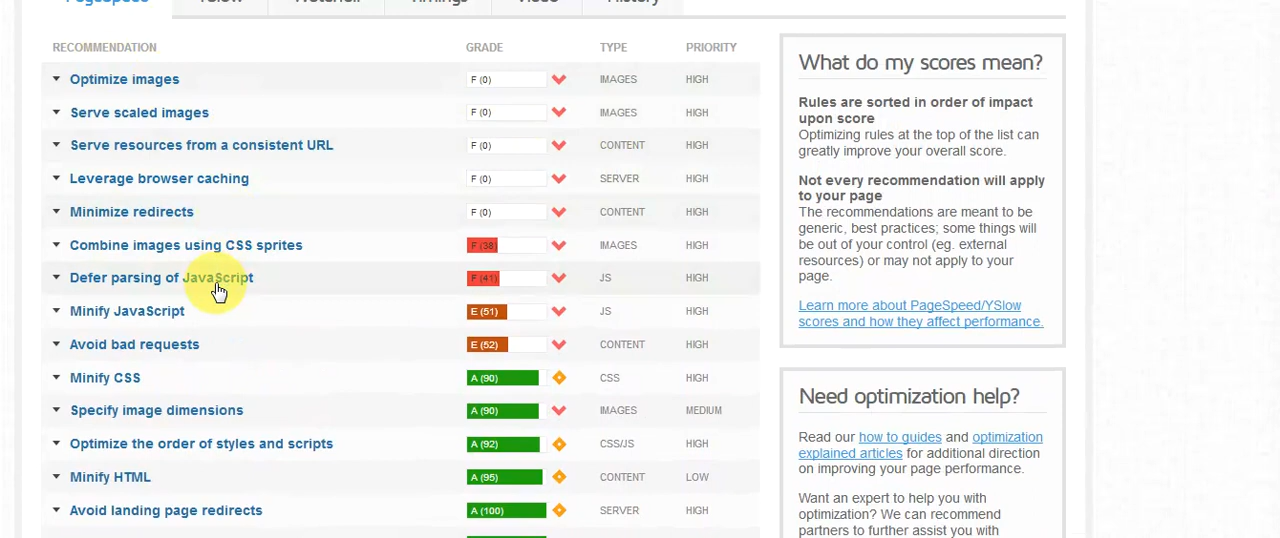 PageSpeed YSlow Waterfall Timings Video History
RECOMMENDATION GRADE TYPE PRIORITY
Optimize images F (0) IMAGES HIGH
Serve scaled images F (0) IMAGES HIGH
Serve resources from a consistent URL F (0) CONTENT HIGH
Leverage browser caching F (0) SERVER HIGH
Minimize redirects F (0) CONTENT HIGH
Combine images using CSS sprites F (38) IMAGES HIGH
Defer parsing of JavaScript F (41) JS HIGH
Minify JavaScript E (51) JS HIGH
Avoid bad requests E (52) CONTENT HIGH
Minify CSS A (90) CSS HIGH
Specify image dimensions A (90) IMAGES MEDIUM
Optimize the order of styles and scripts A (92) CSS/JS HIGH
Minify HTML A (95) CONTENT LOW
Avoid landing page redirects A (100) SERVER HIGH
What do my scores mean?
Rules are sorted in order of impact
upon score
Optimizing rules at the top of the list can
greatly improve your overall score.
Not every recommendation will apply
to your page
The recommendations are meant to be
generic, best practices; some things will
be out of your control (eg. external
resources) or may not apply to your
page.
Learn more about PageSpeed/YSlow
scores and how they affect performance.
Need optimization help?
Read our how to guides and optimization
explained articles for additional direction
on improving your page performance.
Want an expert to help you with
optimization? We can recommend
partners to further assist you with